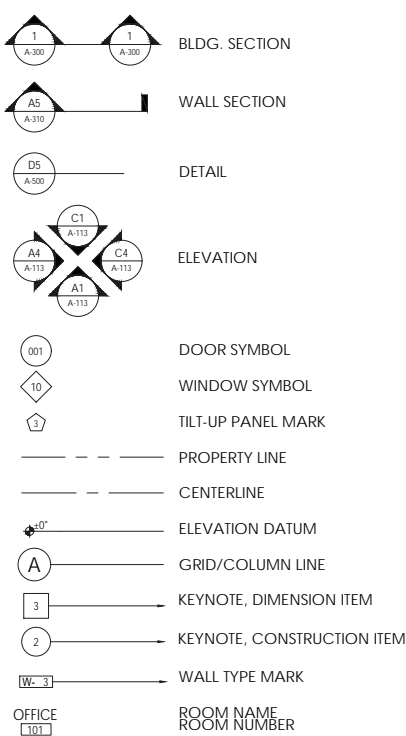 1 1 BLDG. SECTION
A-300 A-300
A5 WALL SECTION
A-310
D5 DETAIL
A-500
C1
A-113
A4 C4 ELEVATION
A-113 A-113
A1
A-113
001 DOOR SYMBOL
10 WINDOW SYMBOL
3 TILT-UP PANEL MARK
PROPERTY LINE
CENTERLINE
±0" ELEVATION DATUM
A GRID/COLUMN LINE
3 KEYNOTE, DIMENSION ITEM
2 KEYNOTE, CONSTRUCTION ITEM
W- 3 WALL TYPE MARK
OFFICE ROOM NAME
101 ROOM NUMBER